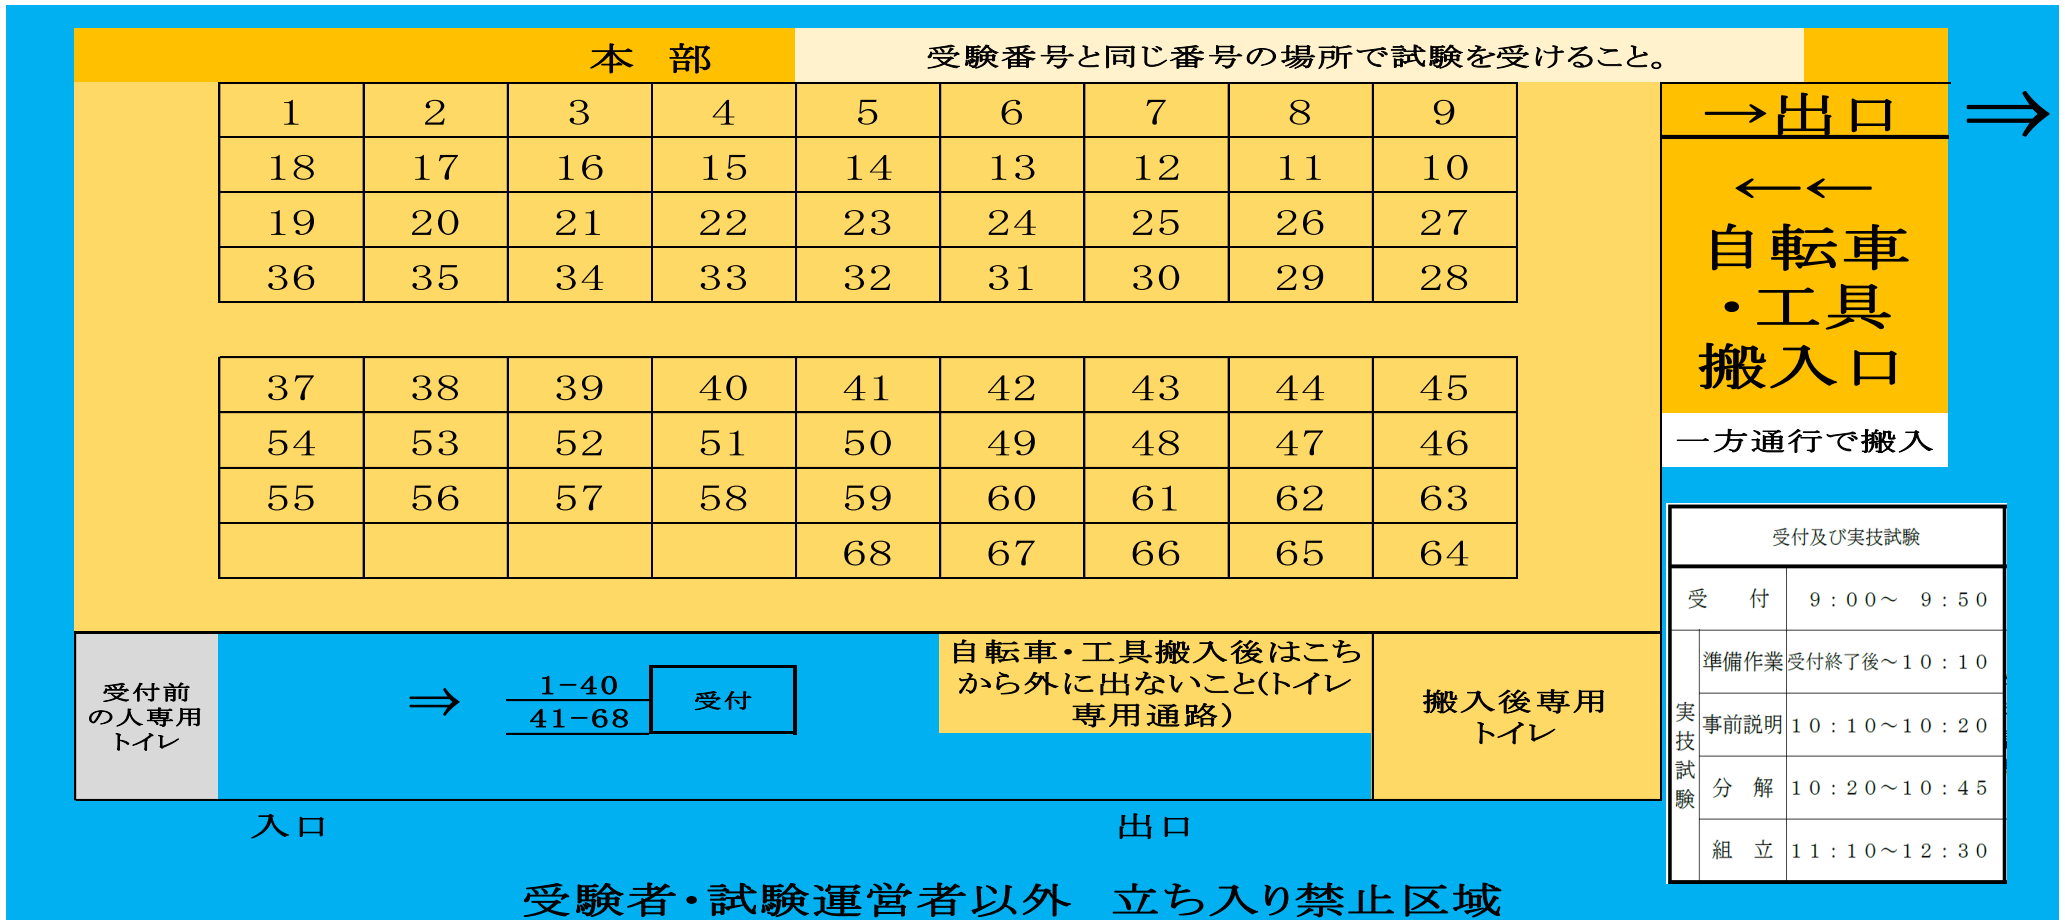 本　部
受験番号と同じ番号の場所で試験を受けること。
1 2 3 4 5 6 7 8 9
18 17 16 15 14 13 12 11 10
19 20 21 22 23 24 25 26 27
36 35 34 33 32 31 30 29 28
37 38 39 40 41 42 43 44 45
54 53 52 51 50 49 48 47 46
55 56 57 58 59 60 61 62 63
68 67 66 65 64
→出口 ⇒
←←
自転車
・工具
搬入口
一方通行で搬入
受付前
の人専用
トイレ
⇒
1-40
41-68
受付
自転車・工具搬入後はこち
から外に出ないこと(トイレ
専用通路)
搬入後専用
トイレ
入口
出口
受付及び実技試験
受　付 9:00～ 9:50
実技試験
準備作業 受付終了後～10:10
事前説明 10:10～10:20
分　解 10:20～10:45
組　立 11:10～12:30
受験者・試験運営者以外　立ち入り禁止区域